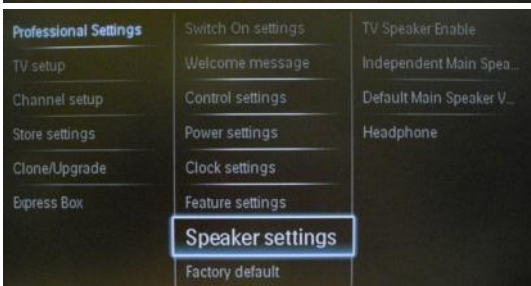 Professional Settings
TV setup
Channel setup
Store settings
Clone/Upgrade
Express Box
Switch On settings
Welcome message
Control settings
Power settings
Clock settings
Feature settings
Speaker settings
Factory default
TV Speaker Enable
Independent Main Spea...
Default Main Speaker V...
Headphone